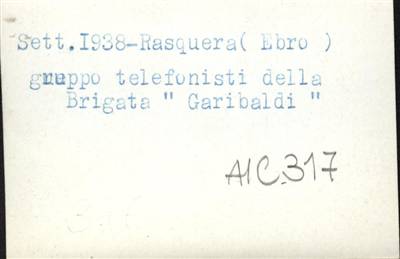 Sett.I938-Rasquera( Ebro )
gruppo telefonisti della
Brigata " Garibaldi "
AIC.317